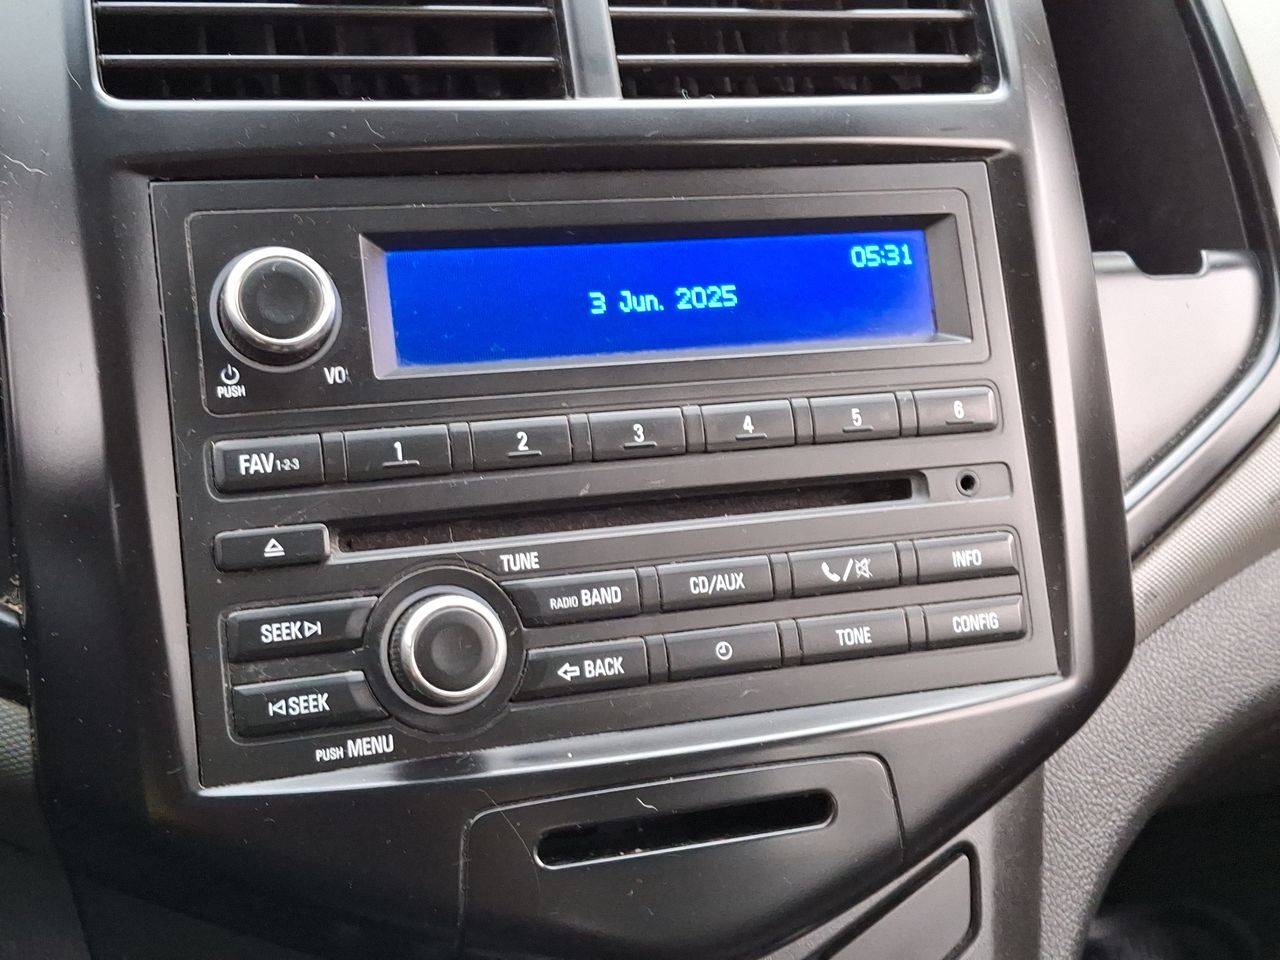 05:31
3 Jun. 2025
PUSH
VOL
FAV 1-2-3
1
2
3
4
5
6
TUNE
RADIO BAND
CD/AUX
INFO
SEEK
BACK
TONE
CONFIG
SEEK
PUSH MENU